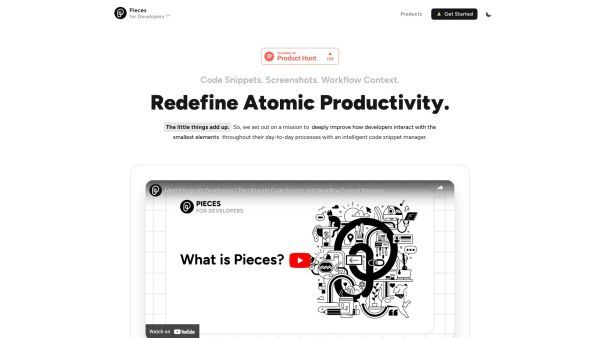 Pieces
for Developers ™
Products
Get Started
FEATURED ON
Product Hunt
Code Snippets. Screenshots. Workflow Context.
Redefine Atomic Productivity.
The little things add up. So, we set out on a mission to deeply improve how developers interact with the
smallest elements throughout their day-to-day processes with an intelligent code snippet manager.
PIECES
FOR DEVELOPERS
What is Pieces?
Watch on YouTube